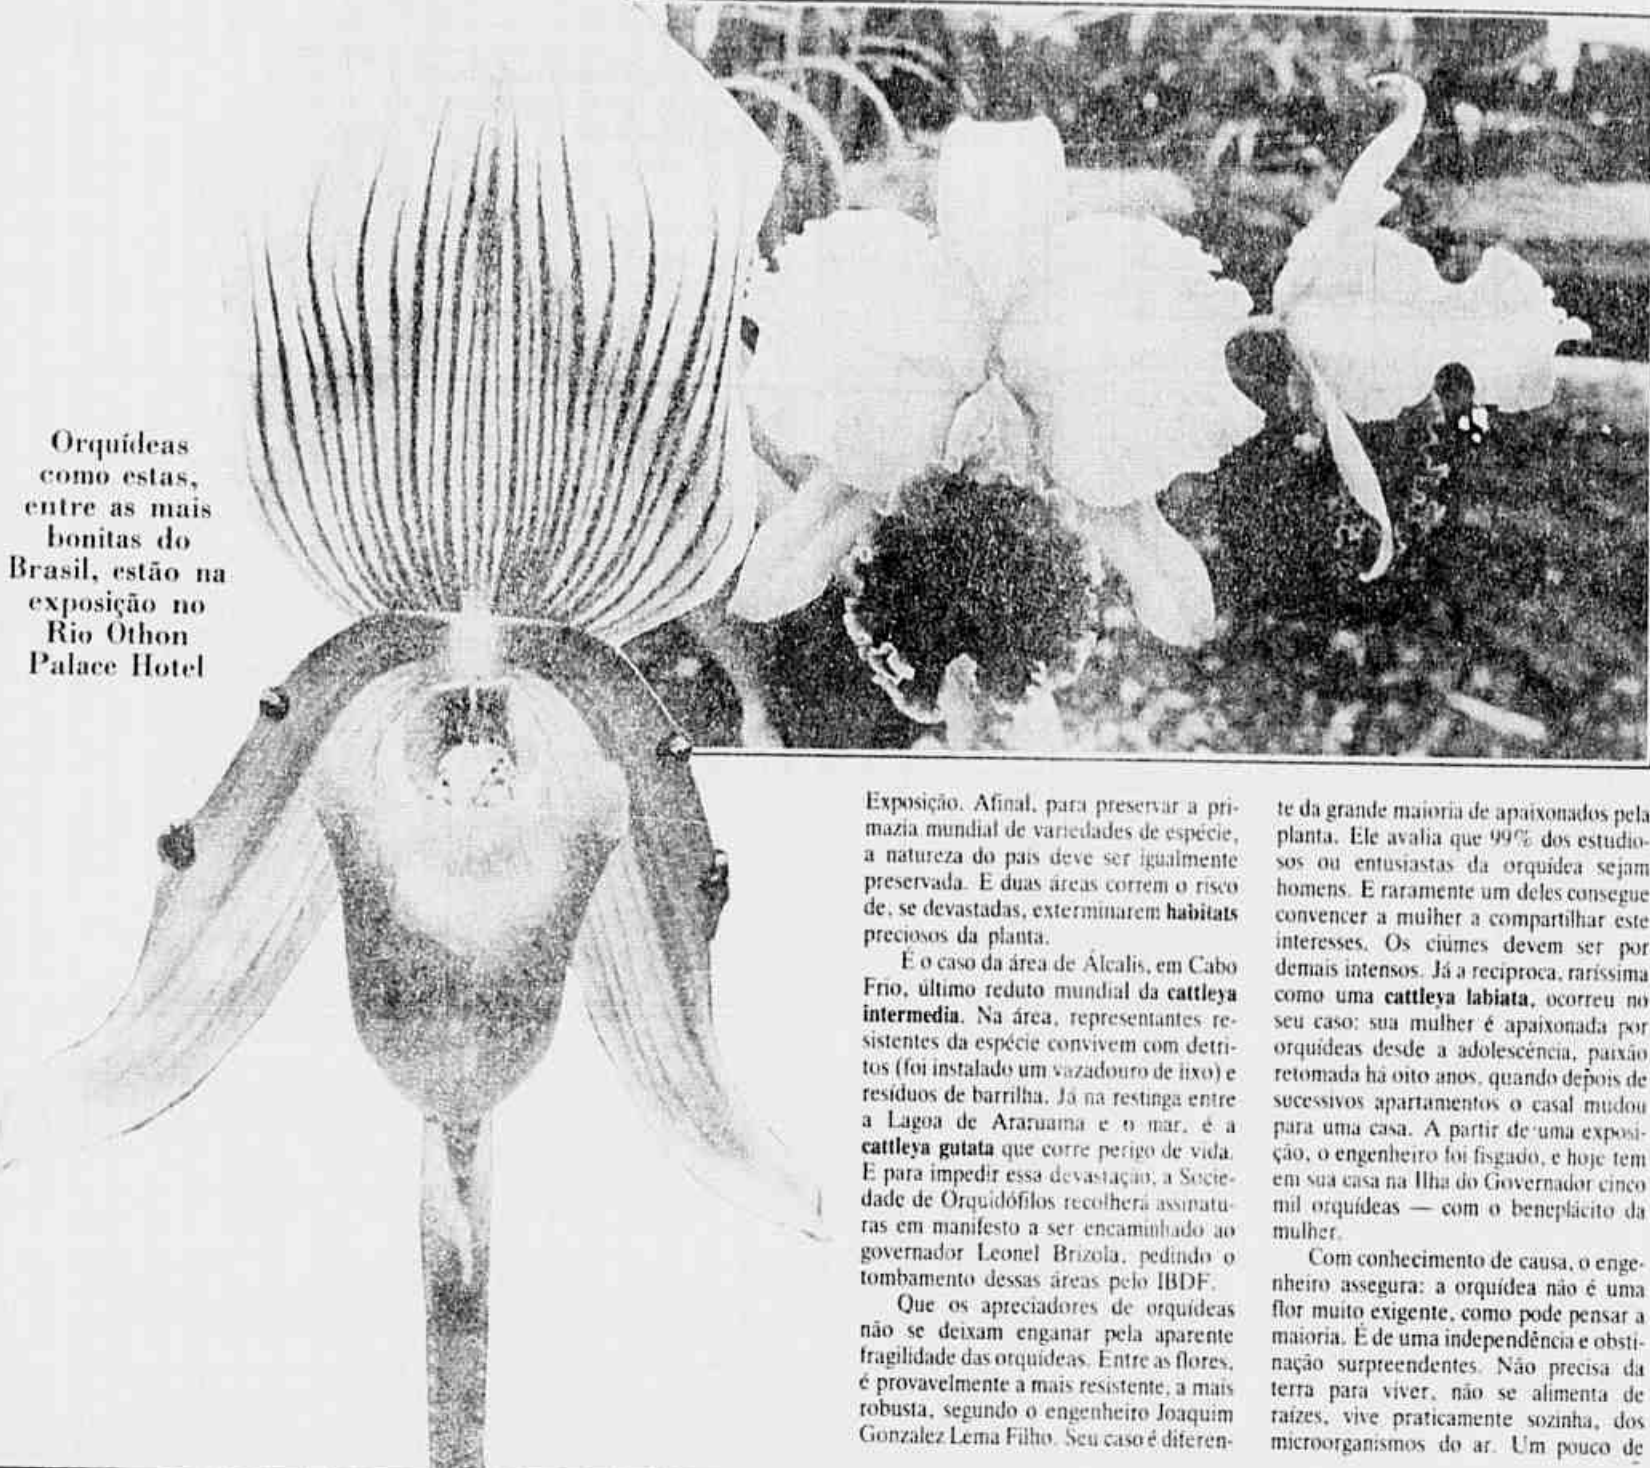 Orquídeas
como estas,
entre as mais
bonitas do
Brasil, estão na
exposição no
Rio Othon
Palace Hotel
Exposição. Afinal, para preservar a pri-
mazia mundial de variedades de espécie,
a natureza do país deve ser igualmente
preservada. E duas áreas correm o risco
de, se devastadas, exterminarem habitats
preciosos da planta.
É o caso da área de Álcalis, em Cabo
Frio, último reduto mundial da cattleya
intermedia. Na área, representantes re-
sistentes da espécie convivem com detri-
tos (foi instalado um vazadouro de lixo) e
resíduos de barrilha. Já na restinga entre
a Lagoa de Araruama e o mar, é a
cattleya gutata que corre perigo de vida.
E para impedir essa devastação, a Socie-
dade de Orquidófilos recolherá assinatu-
ras em manifesto a ser encaminhado ao
governador Leonel Brizola, pedindo o
tombamento dessas áreas pelo IBDF.
Que os apreciadores de orquídeas
não se deixam enganar pela aparente
fragilidade das orquídeas. Entre as flores,
é provavelmente a mais resistente, a mais
robusta, segundo o engenheiro Joaquim
Gonzalez Lema Filho. Seu caso é diferen-
te da grande maioria de apaixonados pela
planta. Ele avalia que 99% dos estudio-
sos ou entusiastas da orquídea sejam
homens. E raramente um deles consegue
convencer a mulher a compartilhar este
interesses. Os ciúmes devem ser por
demais intensos. Já a recíproca, raríssima
como uma cattleya labiata, ocorreu no
seu caso: sua mulher é apaixonada por
orquídeas desde a adolescência, paixão
retomada há oito anos, quando depois de
sucessivos apartamentos o casal mudou
para uma casa. A partir de uma exposi-
ção, o engenheiro foi fisgado, e hoje tem
em sua casa na Ilha do Governador cinco
mil orquídeas — com o beneplácito da
mulher.
Com conhecimento de causa, o enge-
nheiro assegura: a orquídea não é uma
flor muito exigente, como pode pensar a
maioria. É de uma independência e obsti-
nação surpreendentes. Não precisa da
terra para viver, não se alimenta de
raízes, vive praticamente sozinha, dos
microorganismos do ar. Um pouco de